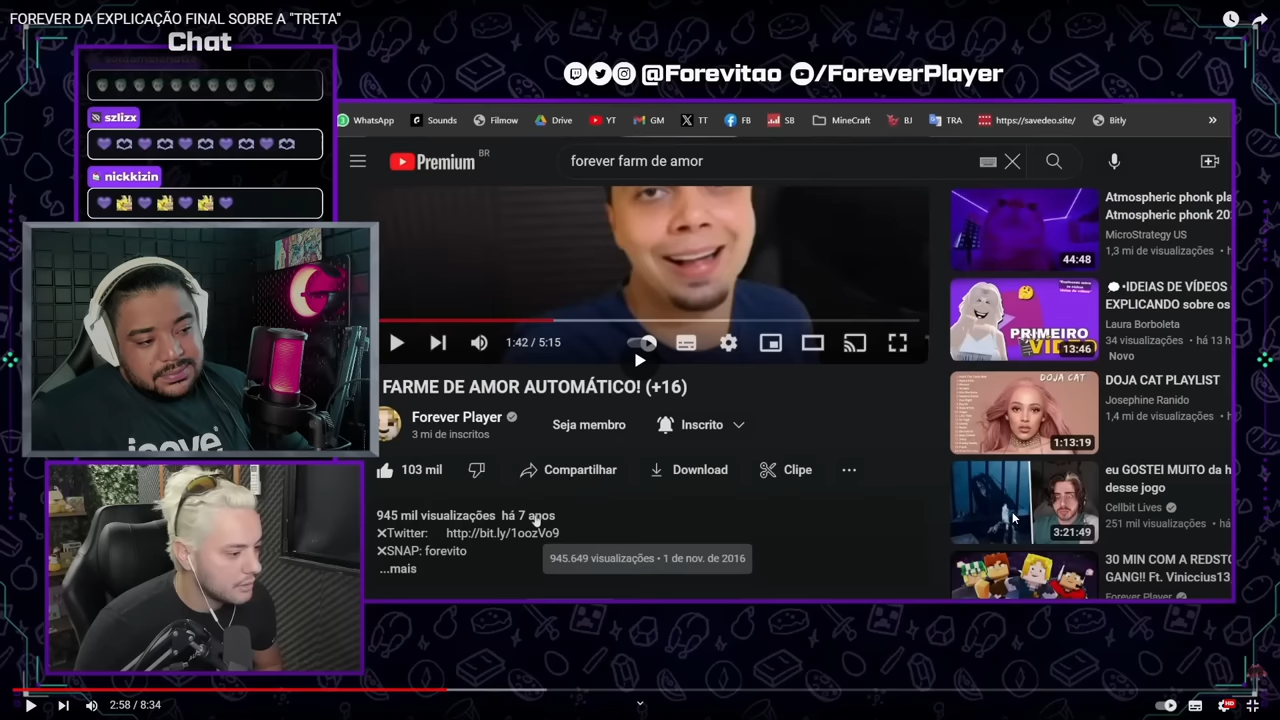 FOREVER DA EXPLICAÇÃO FINAL SOBRE A "TRETA"
Chat
szlizx
nickkizin
@Forevitao /ForeverPlayer
WhatsApp Sounds Filmow Drive YT GM TT FB SB MineCraft BJ TRA https://savedeo.site/ Bitly »
Premium BR
forever farm de amor
1:42 / 5:15
FARME DE AMOR AUTOMÁTICO! (+16)
Forever Player
3 mi de inscritos
Seja membro
Inscrito
103 mil
Compartilhar
Download
Clipe
945 mil visualizações há 7 anos
XTwitter: http://bit.ly/1oozVo9
XSNAP: forevito
...mais
945.649 visualizações • 1 de nov. de 2016
44:48
Atmospheric phonk pla
Atmospheric phonk 20
MicroStrategy US
1,3 mi de visualizações •
PRIMEIRO
VIDEO
13:46
•IDEIAS DE VÍDEOS
EXPLICANDO sobre os
Laura Borboleta
34 visualizações • há 13 h
Novo
DOJA CAT
1:13:19
DOJA CAT PLAYLIST
Josephine Ranido
1,4 mi de visualizações •
3:21:49
eu GOSTEI MUITO da h
desse jogo
Cellbit Lives
251 mil visualizações • há
30 MIN COM A REDSTO
GANG!! Ft. Viniccius13
Forever Player
joove
2:58 / 8:34
HD